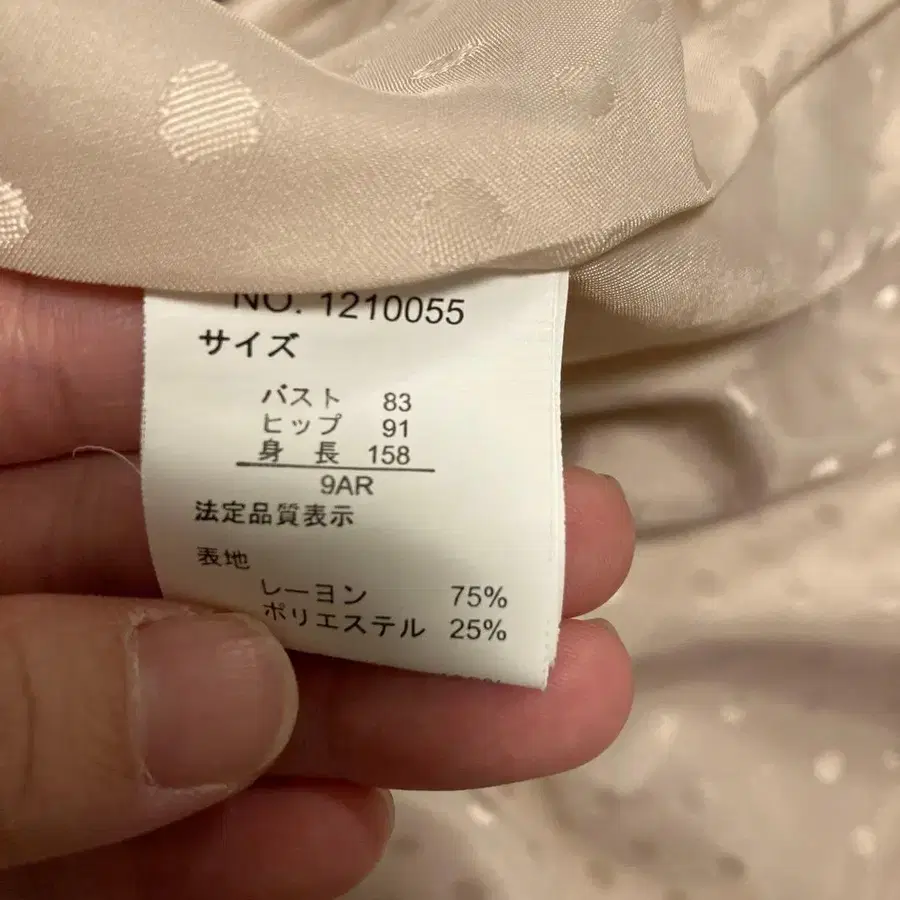 NO. 1210055
サイズ
バスト 83
ヒップ 91
身 長 158
9AR
法定品質表示
表地
レーヨン 75%
ポリエステル 25%